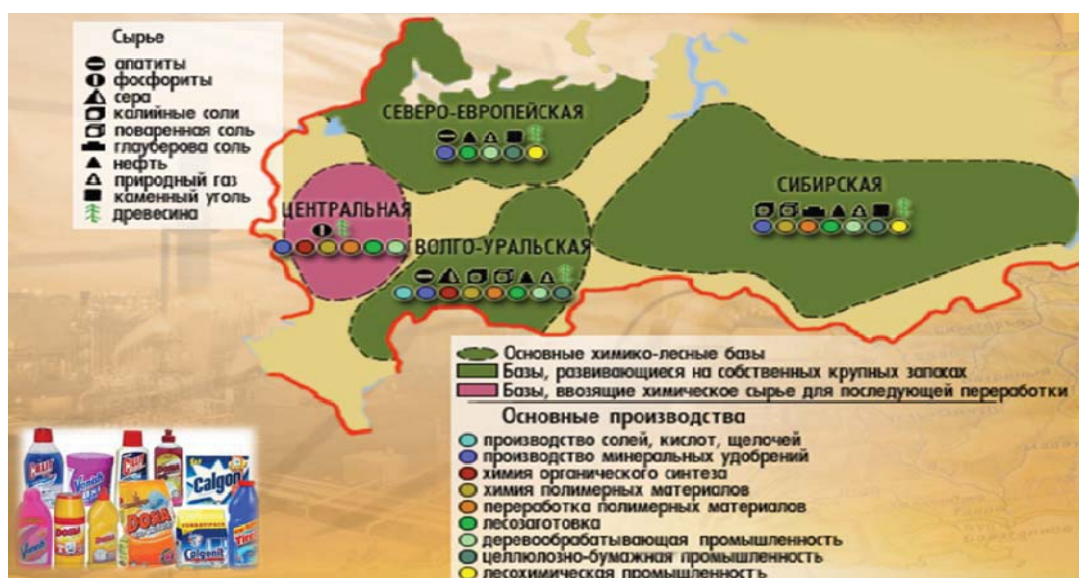 Сырье
апатиты
фосфориты
сера
калийные соли
поваренная соль
глауберова соль
нефть
природный газ
каменный уголь
древесина
СЕВЕРО-ЕВРОПЕЙСКАЯ
СИБИРСКАЯ
ЦЕНТРАЛЬНАЯ
ВОЛГО-УРАЛЬСКАЯ
Основные химико-лесные базы
Базы, развивающиеся на собственных крупных запасах
Базы, ввозящие химическое сырье для последующей переработки
Основные производства
производство солей, кислот, щелочей
производство минеральных удобрений
химия органического синтеза
химия полимерных материалов
переработка полимерных материалов
лесозаготовка
деревообрабатывающая промышленность
целлюлозно-бумажная промышленность
лесохимическая промышленность
Vanish
Calgon
DOSIA
Calgonit
Vanish